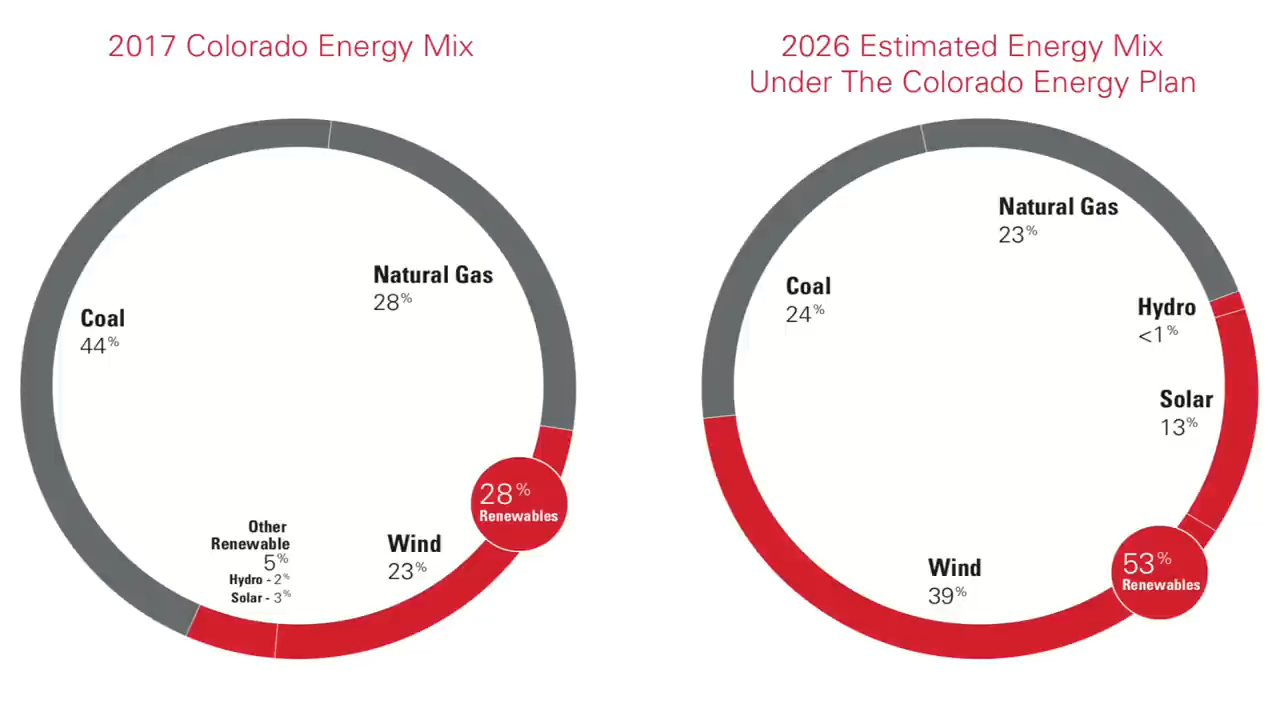 2017 Colorado Energy Mix
Natural Gas
28%
Coal
44%
28%
Renewables
Wind
23%
Other
Renewable
5%
Hydro - 2%
Solar - 3%
2026 Estimated Energy Mix
Under The Colorado Energy Plan
Natural Gas
23%
Coal
24%
Hydro
<1%
Solar
13%
53%
Renewables
Wind
39%